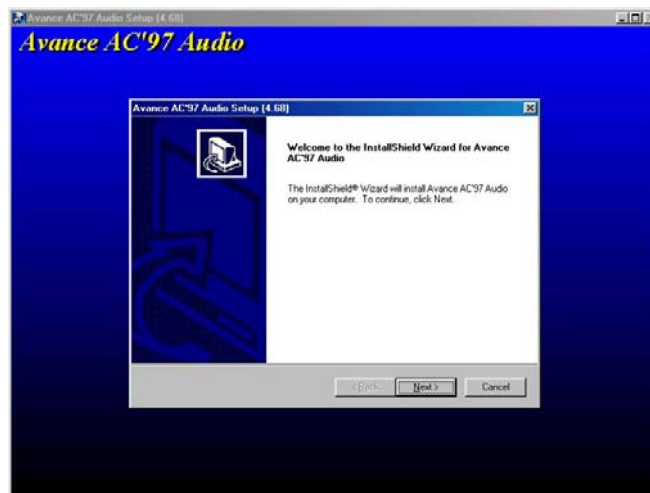 Avance AC'97 Audio Setup (4.68)
Avance AC'97 Audio
Avance AC'97 Audio Setup (4.68)
Welcome to the InstallShield Wizard for Avance
AC'97 Audio
The InstallShield® Wizard will install Avance AC'97 Audio
on your computer. To continue, click Next.
< Back
Next >
Cancel